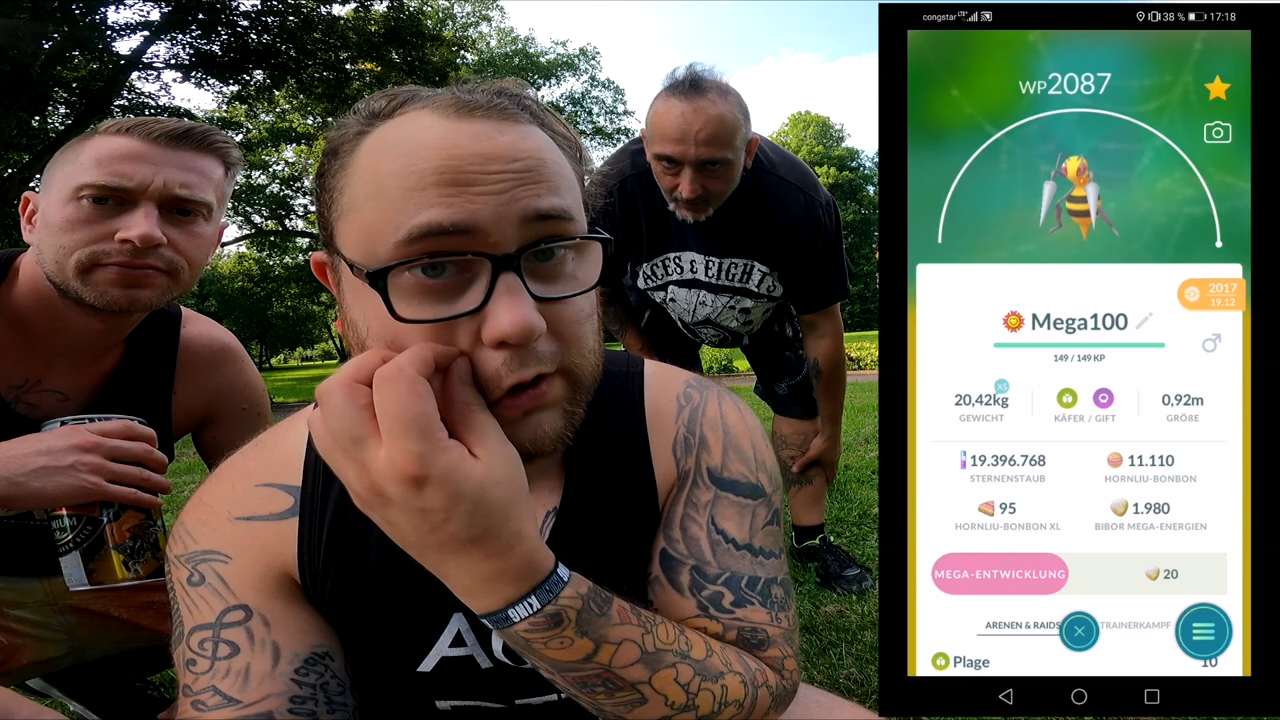 ACES & EIGHTS
KING
congstar
38 %
17:18
WP2087
2017
19.12
Mega100
149 / 149 KP
XS
20,42kg
GEWICHT
KÄFER / GIFT
0,92m
GRÖßE
19.396.768
STERNENSTAUB
11.110
HORNLIU-BONBON
95
HORNLIU-BONBON XL
1.980
BIBOR MEGA-ENERGIEN
MEGA-ENTWICKLUNG
20
ARENEN & RAIDS
TRAINERKAMPF
Plage
10